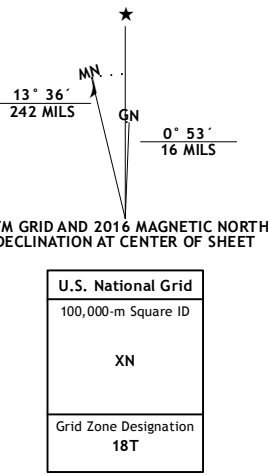 ★
MN
13° 36´
242 MILS
GN
0° 53´
16 MILS
GRID AND 2016 MAGNETIC NORTH
DECLINATION AT CENTER OF SHEET
U.S. National Grid
100,000-m Square ID
XN
Grid Zone Designation
18T